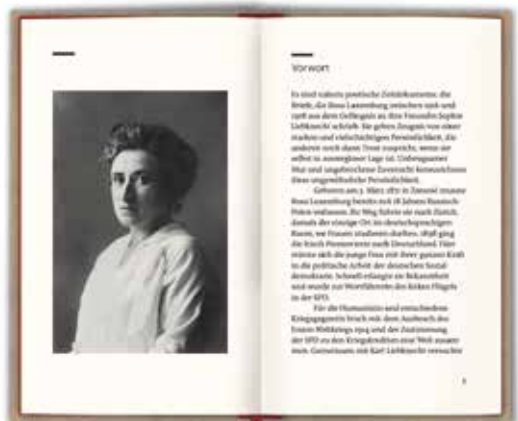 Vorwort
Es sind nahezu poetische Zeitdokumente, die
Briefe, die Rosa Luxemburg zwischen 1916 und
1918 aus dem Gefängnis an ihre Freundin Sophie
Liebknecht schrieb. Sie geben Zeugnis von einer
starken und vielschichtigen Persönlichkeit, die
anderen noch dann Trost zuspricht, wenn sie
selbst in auswegloser Lage ist. Unbeugsamer
Mut und ungebrochene Zuversicht kennzeichnen
diese ungewöhnliche Persönlichkeit.
Geboren am 5. März 1871 in Zamość musste
Rosa Luxemburg bereits mit 18 Jahren Russisch-
Polen verlassen. Ihr Weg führte sie nach Zürich,
damals der einzige Ort im deutschsprachigen
Raum, wo Frauen studieren durften. 1898 ging
die frisch Promovierte nach Deutschland. Hier
stürzte sich die junge Frau mit ihrer ganzen Kraft
in die politische Arbeit der deutschen Sozial-
demokratie. Schnell erlangte sie Bekanntheit
und wurde zur Wortführerin des linken Flügels
in der SPD.
Für die Humanistin und entschiedene
Kriegsgegnerin brach mit dem Ausbruch des
Ersten Weltkriegs 1914 und der Zustimmung
der SPD zu den Kriegskrediten eine Welt zusam-
men. Gemeinsam mit Karl Liebknecht versuchte